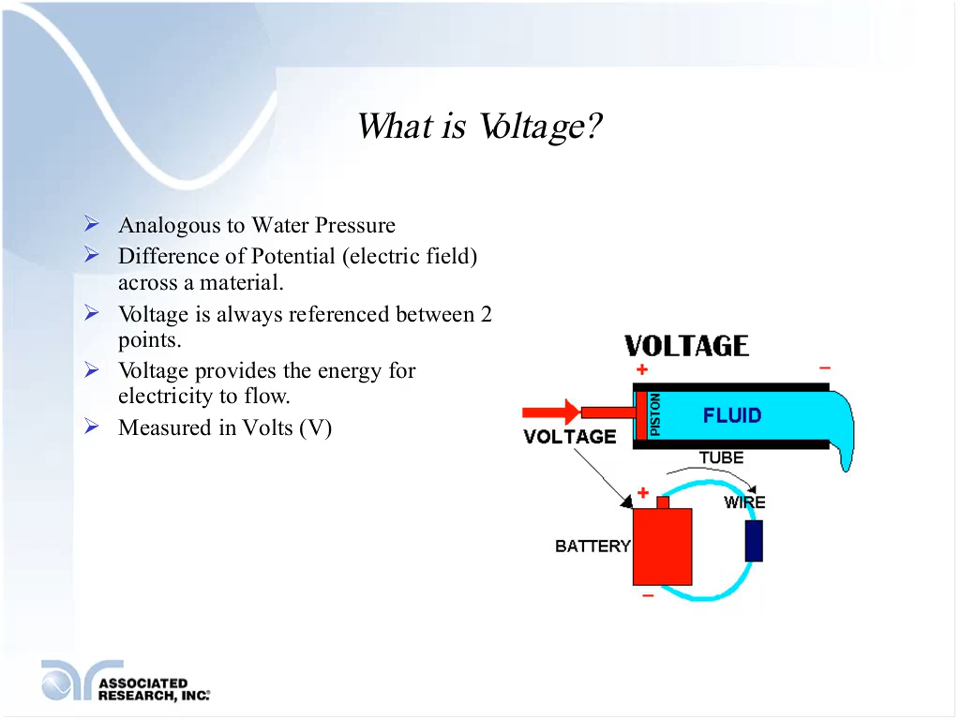 What is Voltage?
Analogous to Water Pressure
Difference of Potential (electric field)
across a material.
Voltage is always referenced between 2
points.
Voltage provides the energy for
electricity to flow.
Measured in Volts (V)
VOLTAGE
+ −
PISTON
FLUID
VOLTAGE
TUBE
+
WIRE
BATTERY
−
ASSOCIATED
RESEARCH, INC.®